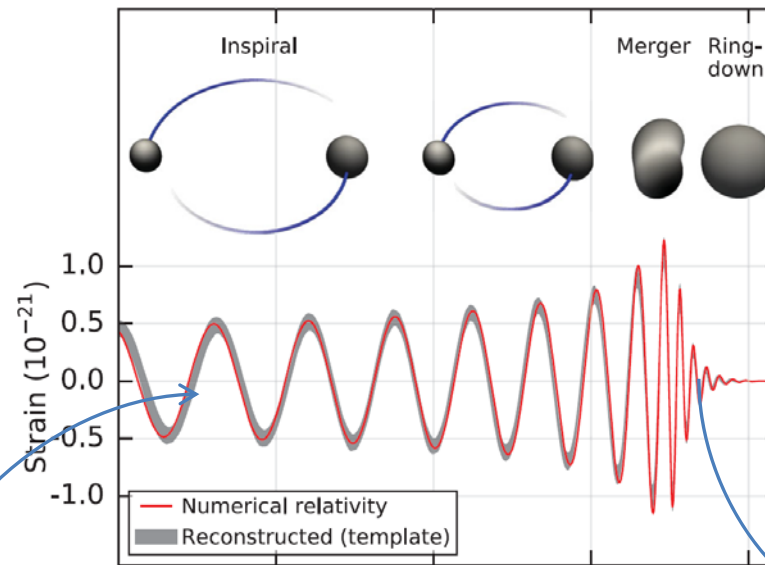 Inspiral
Merger
Ring-
down
Strain (10⁻²¹)
1.0
0.5
0.0
-0.5
-1.0
Numerical relativity
Reconstructed (template)